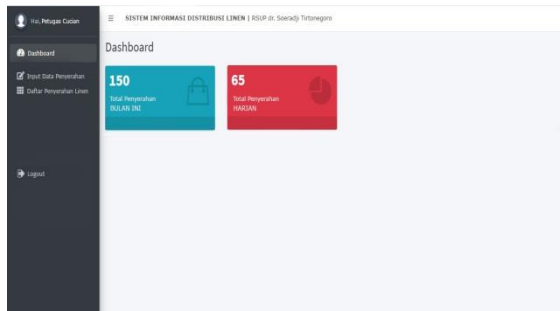 Hai, Petugas Cucian
Dashboard
Input Data Penyerahan
Daftar Penyerahan Linen
Logout
SISTEM INFORMASI DISTRIBUSI LINEN | RSUP dr. Soeradji Tirtonegoro
Dashboard
150
Total Penyerahan
BULAN INI
65
Total Penyerahan
HARIAN